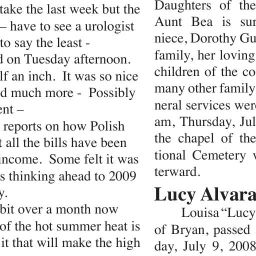 take the last week but the
– have to see a urologist
to say the least -
d on Tuesday afternoon.
lf an inch. It was so nice
d much more - Possibly
ent –
reports on how Polish
t all the bills have been
income. Some felt it was
s thinking ahead to 2009
y.
bit over a month now
of the hot summer heat is
it that will make the high
Daughters of the
Aunt Bea is sur
niece, Dorothy Gu
family, her loving
children of the co
many other family
neral services wer
am, Thursday, Jul
the chapel of the
tional Cemetery
terward.
Lucy Alvara
Louisa “Lucy
of Bryan, passed
day, July 9, 2008